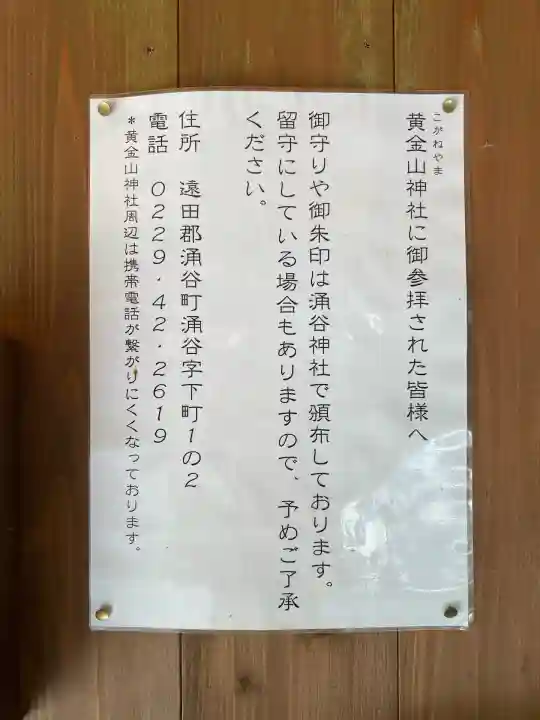 こがねやま
黄金山神社に御参拝された皆様へ
御守りや御朱印は涌谷神社で頒布しております。
留守にしている場合もありますので、予めご了承
ください。
住所　遠田郡涌谷町涌谷字下町1の2
電話　0229・42・2619
＊黄金山神社周辺は携帯電話が繋がりにくくなっております。